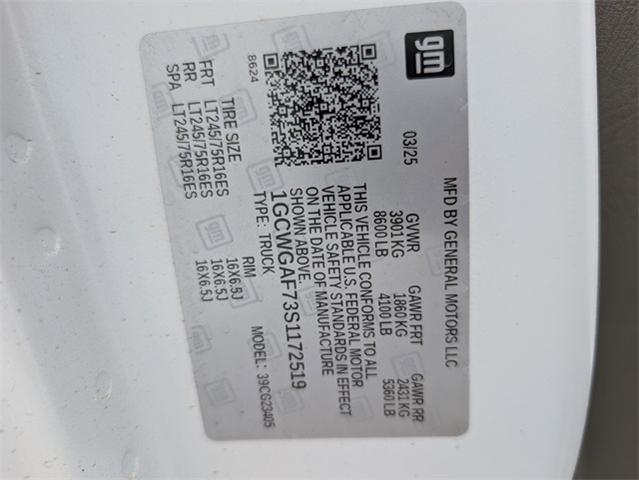 gm
MFD BY GENERAL MOTORS LLC
03/25
GVWR GAWR FRT GAWR RR
3901 KG 1860 KG 2431 KG
8600 LB 4100 LB 5360 LB
THIS VEHICLE CONFORMS TO ALL
APPLICABLE U.S. FEDERAL MOTOR
VEHICLE SAFETY STANDARDS IN EFFECT
ON THE DATE OF MANUFACTURE
SHOWN ABOVE.
1GCWGAF73S1172519
TYPE: TRUCK MODEL: 39CG23405
8624
TIRE SIZE RIM
FRT LT245/75R16ES 16X6.5J
RR LT245/75R16ES 16X6.5J
SPA LT245/75R16ES 16X6.5J